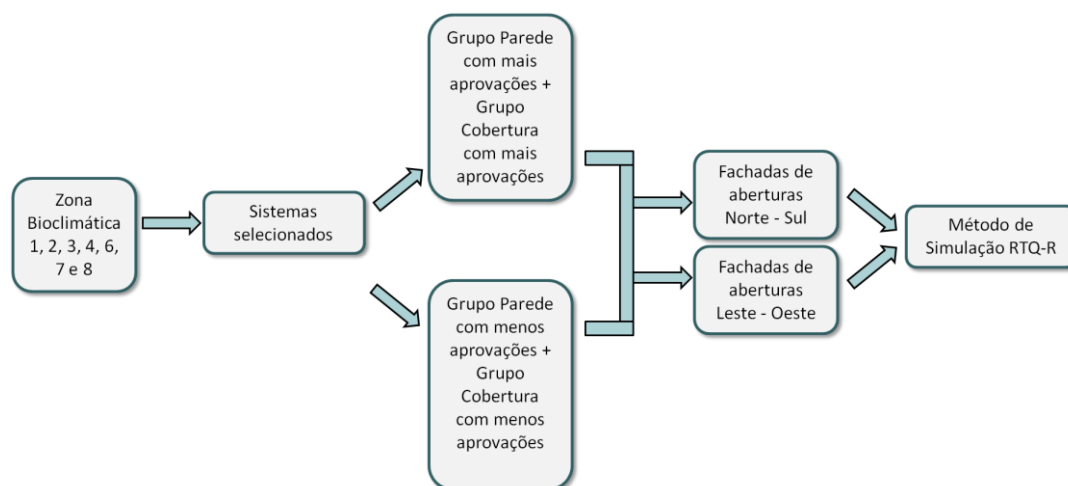 Zona
Bioclimática
1, 2, 3, 4, 6,
7 e 8
Sistemas
selecionados
Grupo Parede
com mais
aprovações +
Grupo
Cobertura
com mais
aprovações
Grupo Parede
com menos
aprovações +
Grupo
Cobertura
com menos
aprovações
Fachadas de
aberturas
Norte - Sul
Fachadas de
aberturas
Leste - Oeste
Método de
Simulação RTQ-R